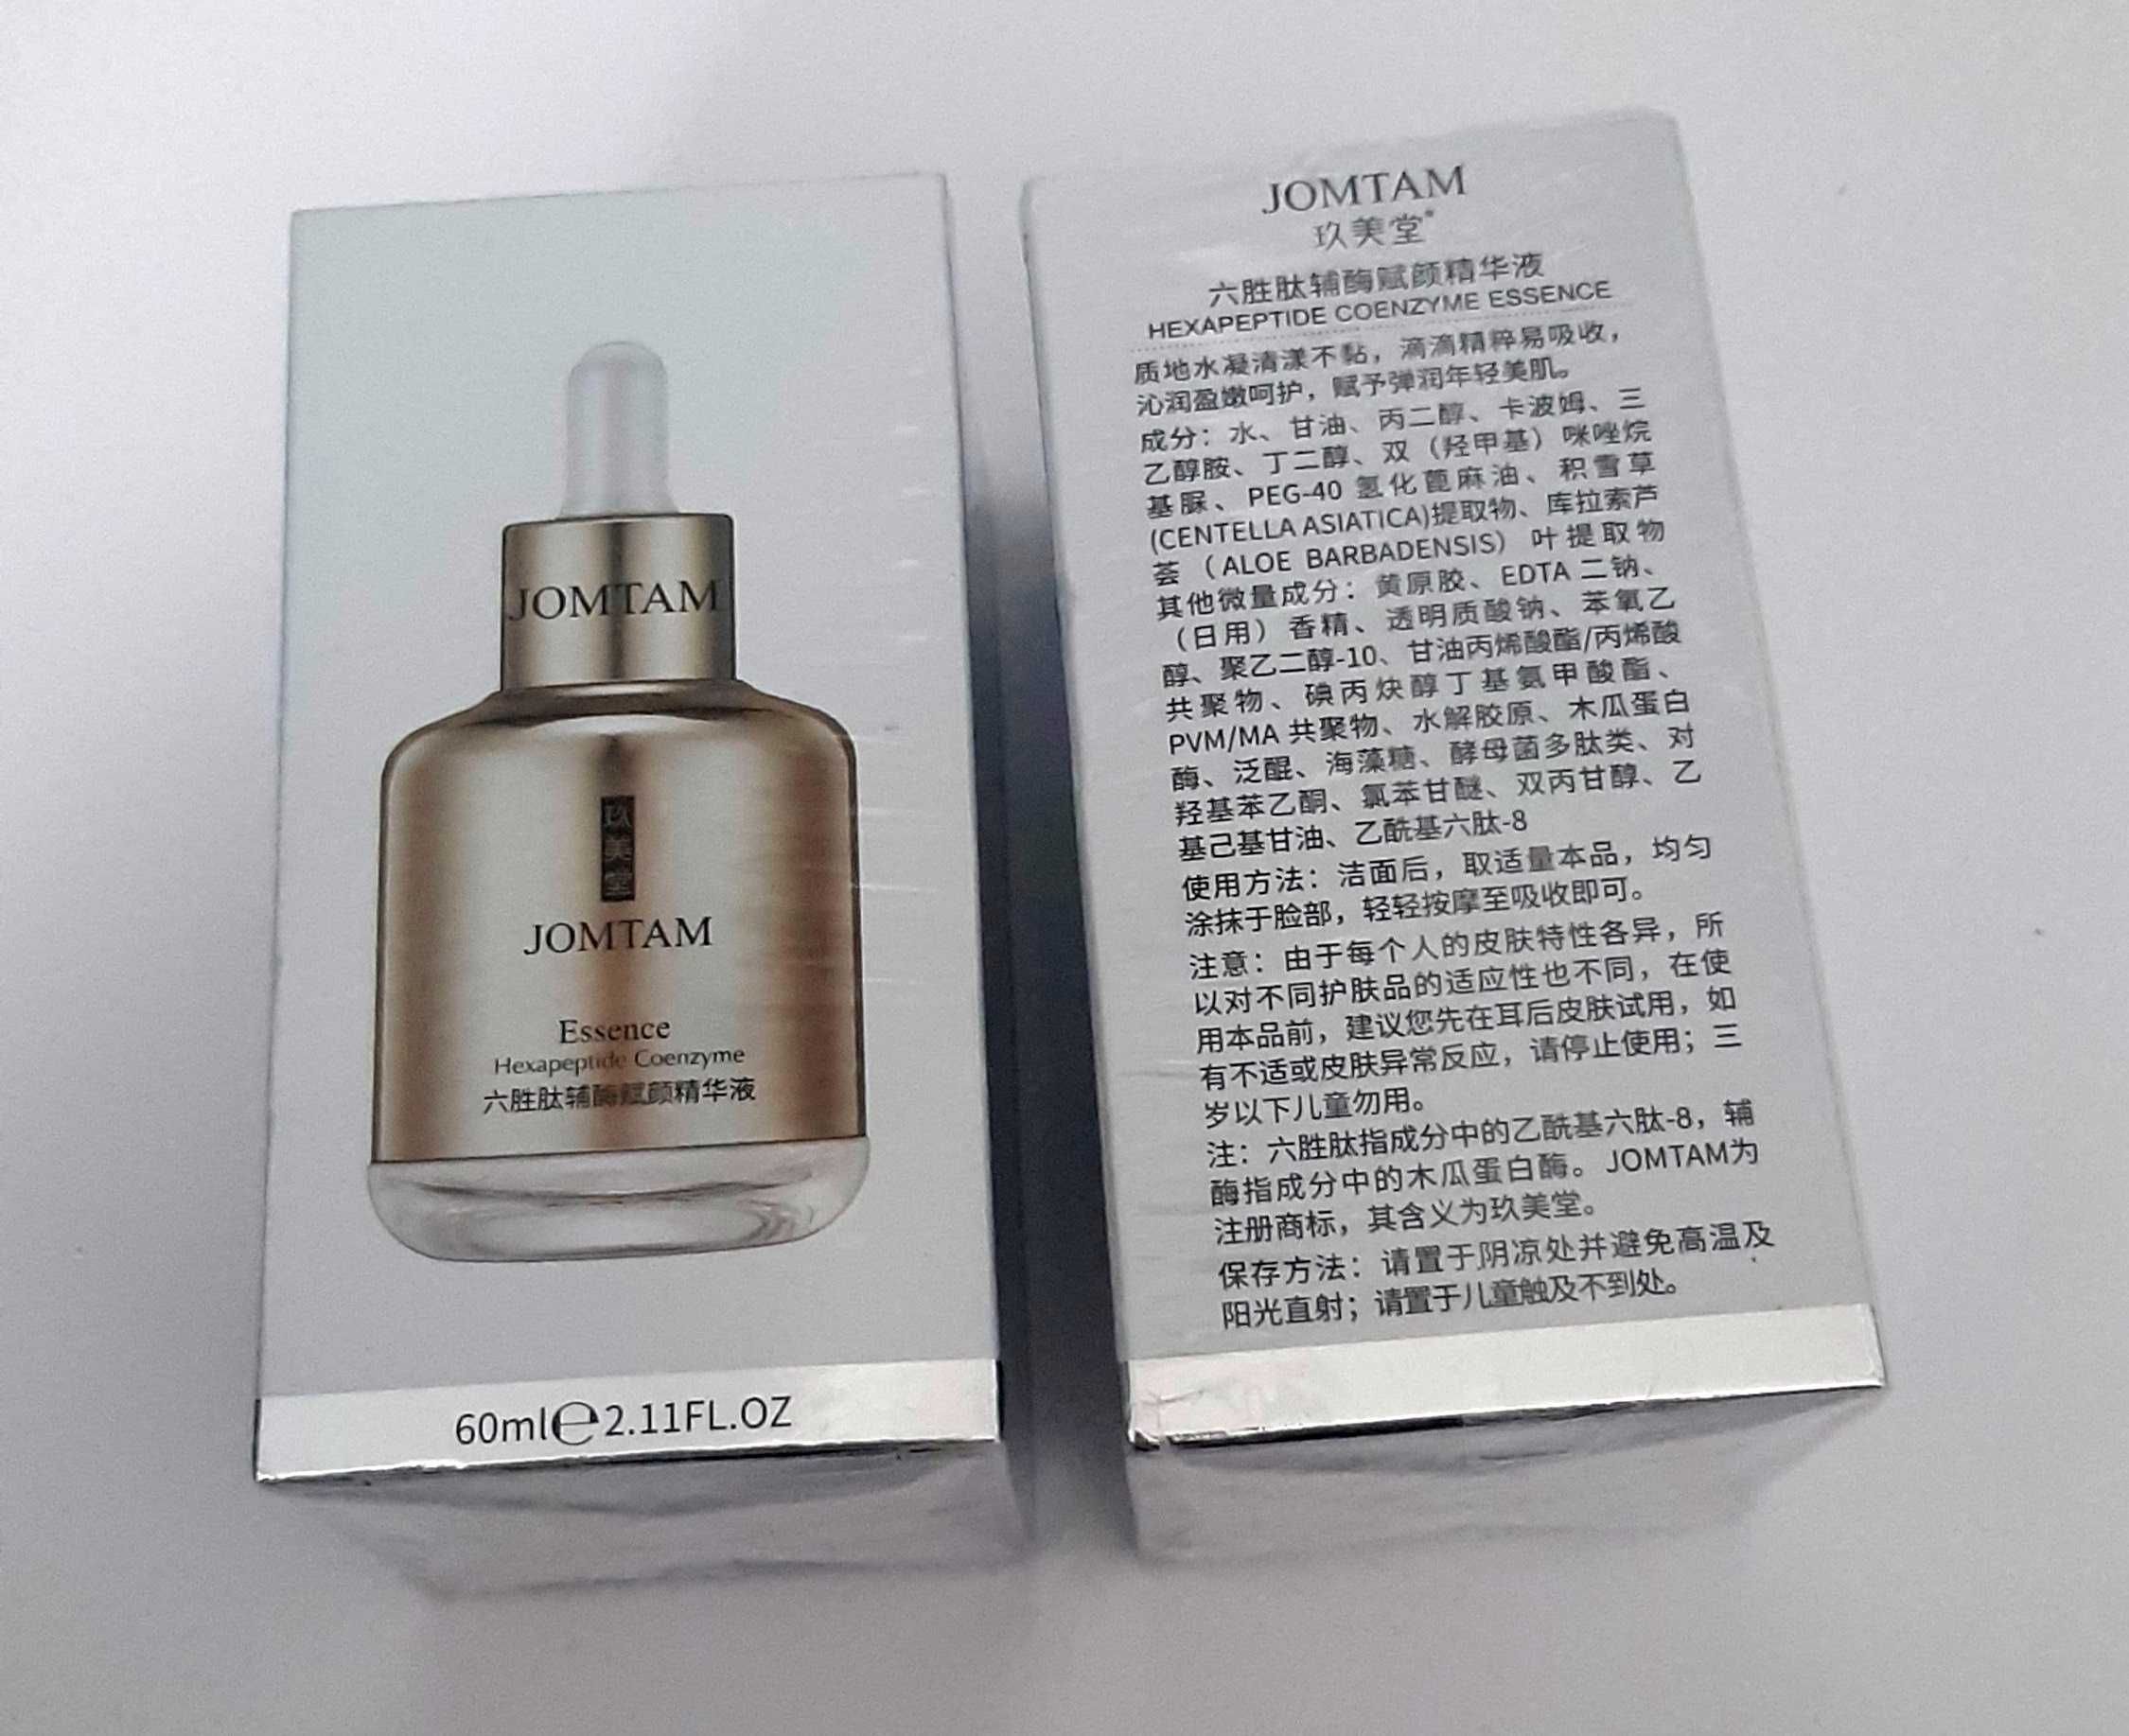 JOMTAM
玖
美
堂
JOMTAM
Essence
Hexapeptide Coenzyme
六胜肽辅酶赋颜精华液
60ml℮2.11FL.OZ
JOMTAM
玖美堂®
六胜肽辅酶赋颜精华液
HEXAPEPTIDE COENZYME ESSENCE
质地水凝清漾不黏，滴滴精粹易吸收，
沁润盈嫩呵护，赋予弹润年轻美肌。
成分：水、甘油、丙二醇、卡波姆、三
乙醇胺、丁二醇、双（羟甲基）咪唑烷
基脲、PEG-40 氢化蓖麻油、积雪草
(CENTELLA ASIATICA)提取物、库拉索芦
荟（ALOE BARBADENSIS）叶提取物
其他微量成分：黄原胶、EDTA 二钠、
（日用）香精、透明质酸钠、苯氧乙
醇、聚乙二醇-10、甘油丙烯酸酯/丙烯酸
共聚物、碘丙炔醇丁基氨甲酸酯、
PVM/MA 共聚物、水解胶原、木瓜蛋白
酶、泛醌、海藻糖、酵母菌多肽类、对
羟基苯乙酮、氯苯甘醚、双丙甘醇、乙
基己基甘油、乙酰基六肽-8
使用方法：洁面后，取适量本品，均匀
涂抹于脸部，轻轻按摩至吸收即可。
注意：由于每个人的皮肤特性各异，所
以对不同护肤品的适应性也不同，在使
用本品前，建议您先在耳后皮肤试用，如
有不适或皮肤异常反应，请停止使用；三
岁以下儿童勿用。
注：六胜肽指成分中的乙酰基六肽-8，辅
酶指成分中的木瓜蛋白酶。JOMTAM为
注册商标，其含义为玖美堂。
保存方法：请置于阴凉处并避免高温及
阳光直射；请置于儿童触及不到处。